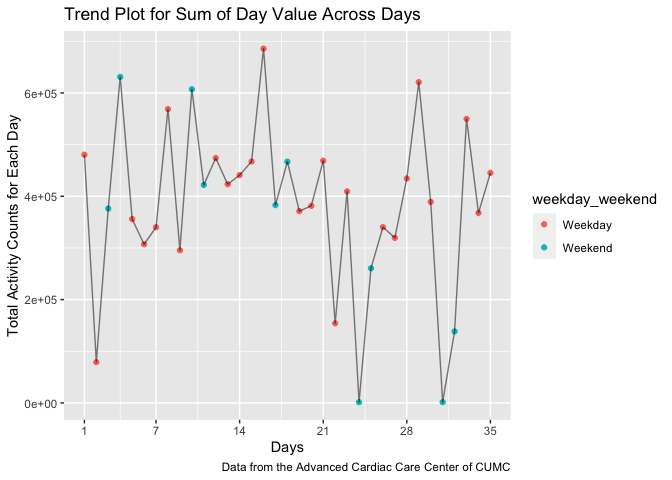 Trend Plot for Sum of Day Value Across Days
Total Activity Counts for Each Day
6e+05
4e+05
2e+05
0e+00
1 7 14 21 28 35
Days
Data from the Advanced Cardiac Care Center of CUMC
weekday_weekend
Weekday
Weekend